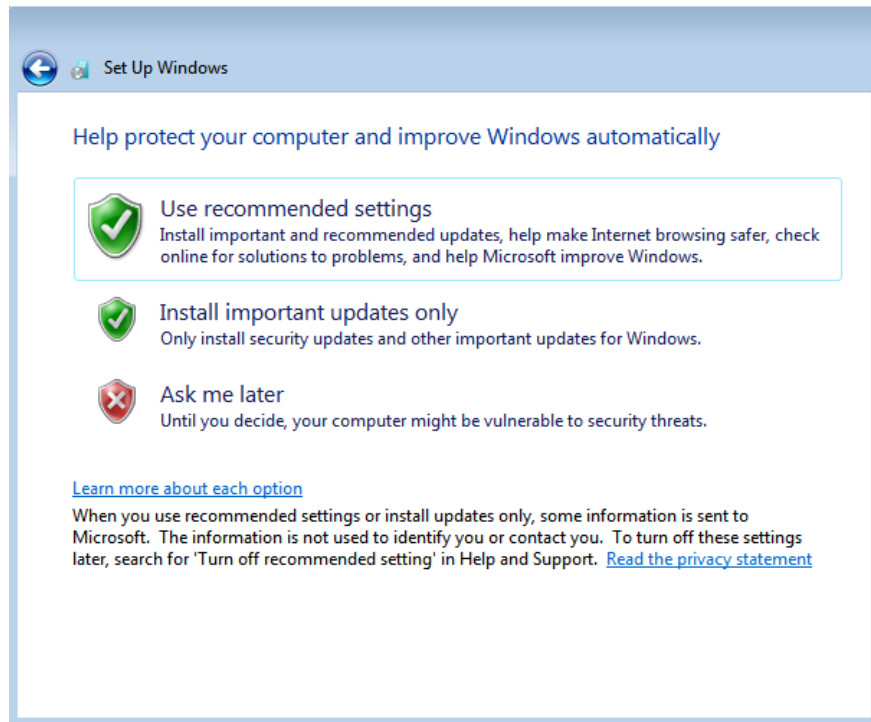 Set Up Windows
Help protect your computer and improve Windows automatically
Use recommended settings
Install important and recommended updates, help make Internet browsing safer, check
online for solutions to problems, and help Microsoft improve Windows.
Install important updates only
Only install security updates and other important updates for Windows.
Ask me later
Until you decide, your computer might be vulnerable to security threats.
Learn more about each option
When you use recommended settings or install updates only, some information is sent to
Microsoft.  The information is not used to identify you or contact you.  To turn off these settings
later, search for 'Turn off recommended setting' in Help and Support.  Read the privacy statement